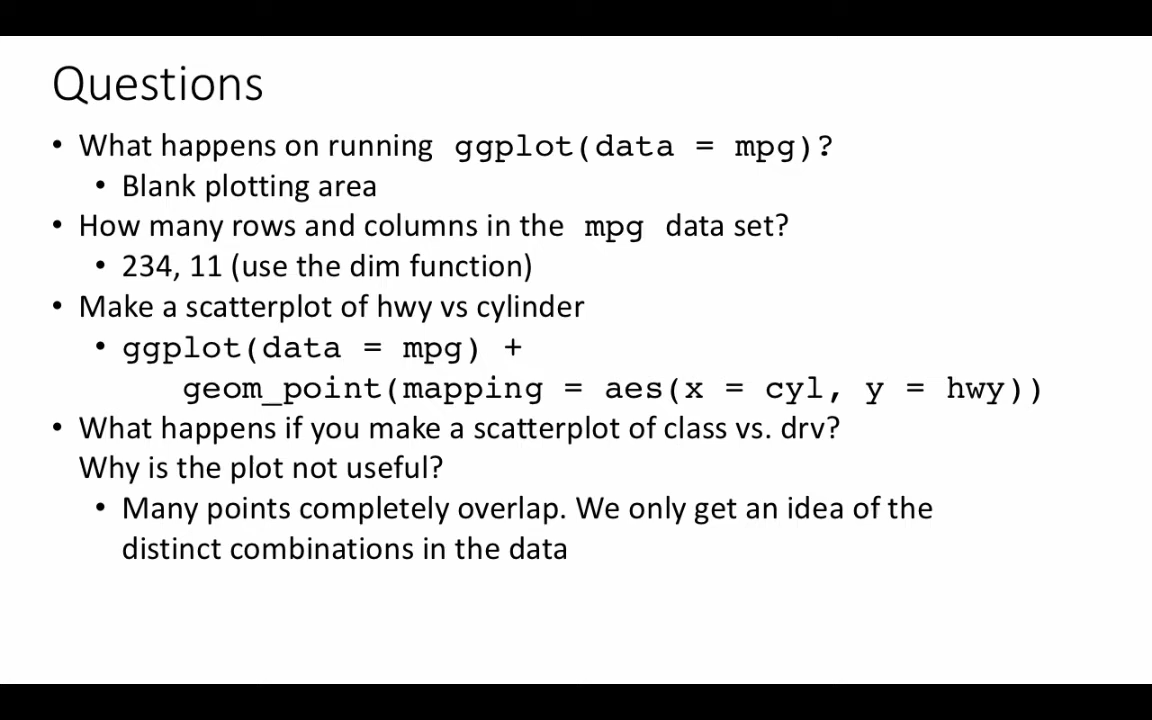 Questions
• What happens on running ggplot(data = mpg)?
• Blank plotting area
• How many rows and columns in the mpg data set?
• 234, 11 (use the dim function)
• Make a scatterplot of hwy vs cylinder
• ggplot(data = mpg) +
geom_point(mapping = aes(x = cyl, y = hwy))
• What happens if you make a scatterplot of class vs. drv?
Why is the plot not useful?
• Many points completely overlap. We only get an idea of the
distinct combinations in the data